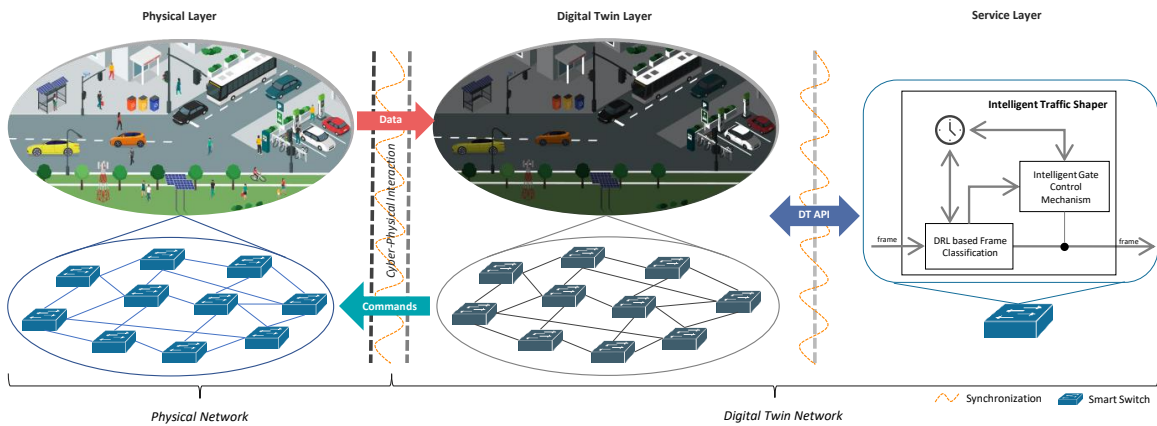 Physical Layer
Digital Twin Layer
Service Layer
Data
Cyber-Physical Interaction
Commands
DT API
Intelligent Traffic Shaper
Intelligent Gate
Control
Mechanism
frame
DRL based Frame
Classification
frame
Physical Network
Digital Twin Network
Synchronization
Smart Switch